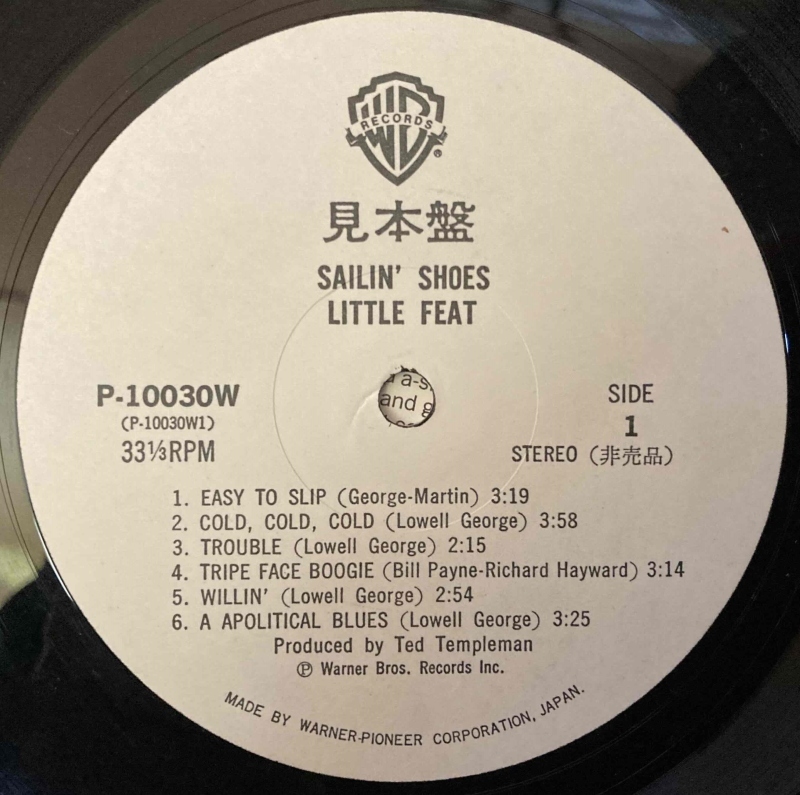 WB
RECORDS
®
見本盤
SAILIN' SHOES
LITTLE FEAT
P-10030W
(P-10030W1)
33⅓RPM
SIDE
1
STEREO (非売品)
a-s
and g
1. EASY TO SLIP (George-Martin) 3:19
2. COLD, COLD, COLD (Lowell George) 3:58
3. TROUBLE (Lowell George) 2:15
4. TRIPE FACE BOOGIE (Bill Payne-Richard Hayward) 3:14
5. WILLIN' (Lowell George) 2:54
6. A APOLITICAL BLUES (Lowell George) 3:25
Produced by Ted Templeman
Ⓟ Warner Bros. Records Inc.
MADE BY WARNER-PIONEER CORPORATION, JAPAN.